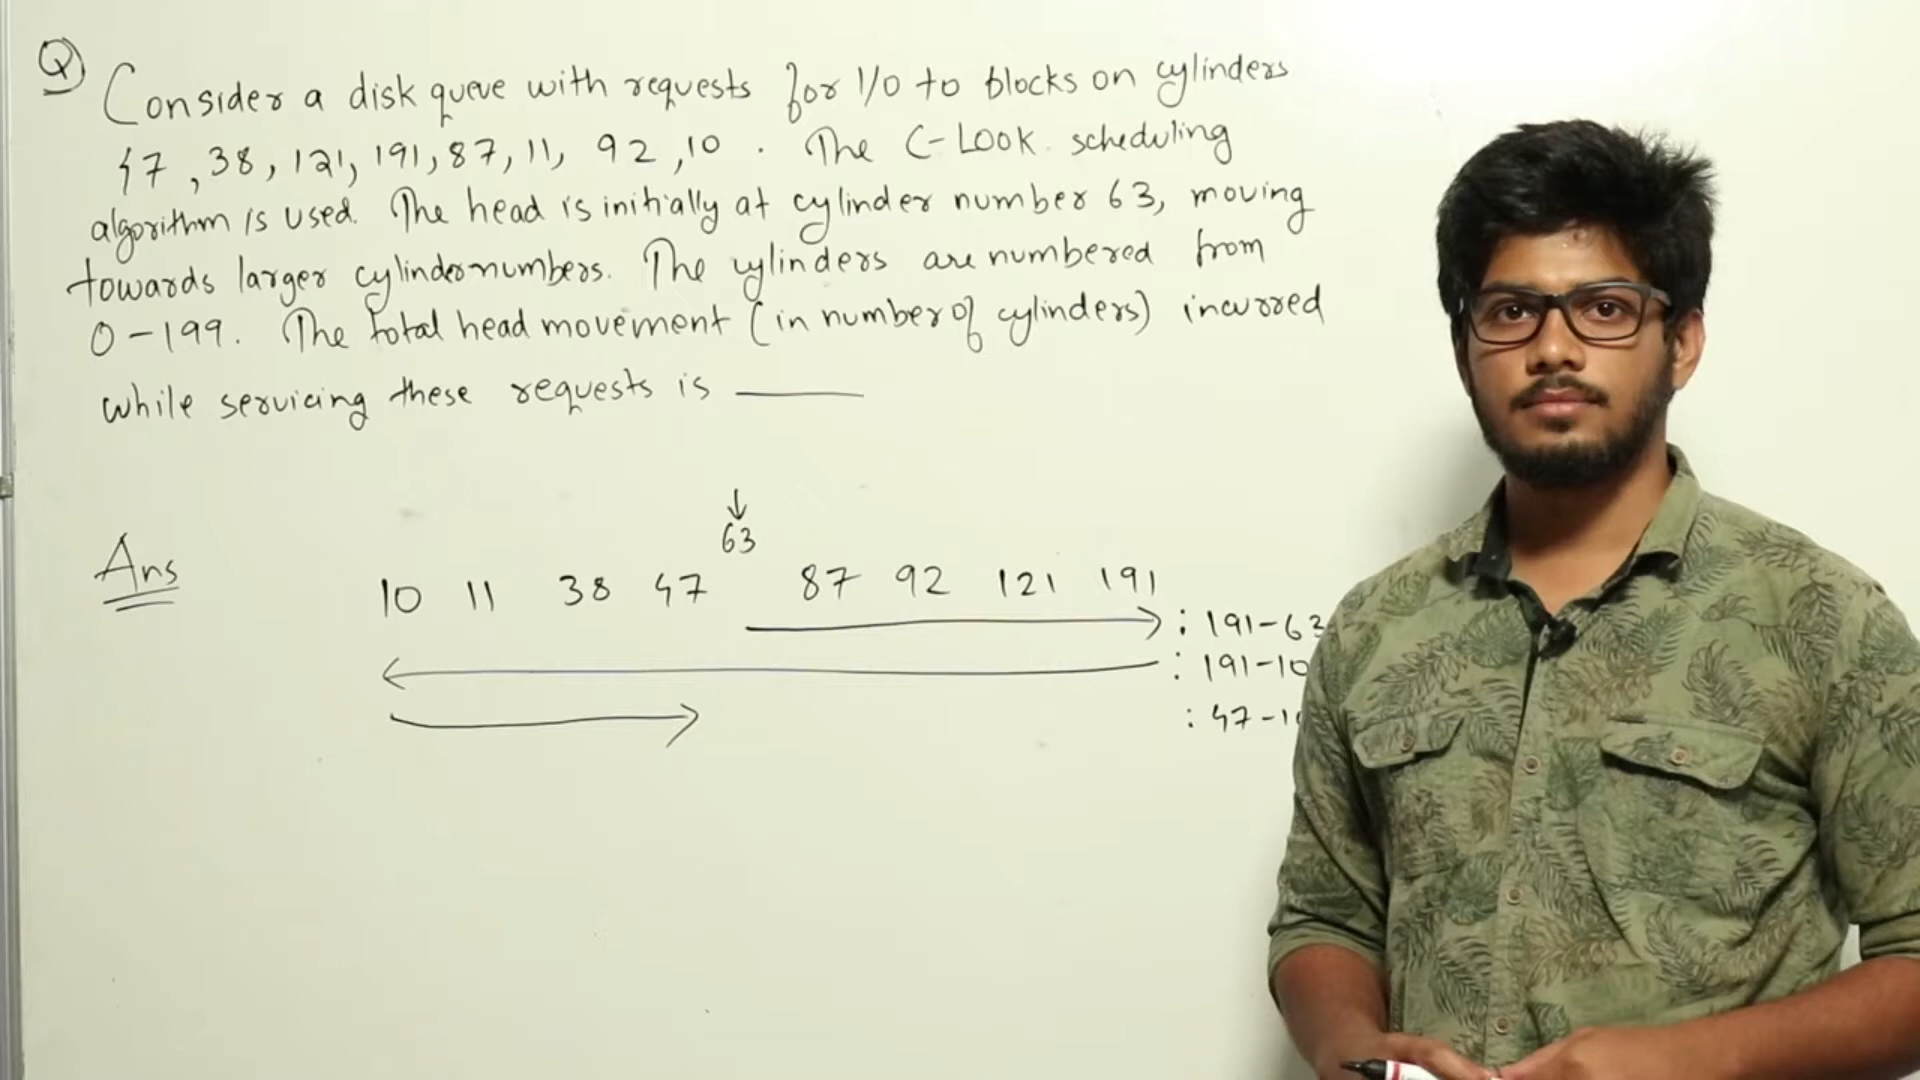 Q
Consider a disk queue with requests for I/O to blocks on cylinders
47, 38, 121, 191, 87, 11, 92, 10. The C-LOOK scheduling
algorithm is used. The head is initially at cylinder number 63, moving
towards larger cylinder numbers. The cylinders are numbered from
0-199. The total head movement (in number of cylinders) incurred
while servicing these requests is ____
↓
63
Ans
10 11 38 47 87 92 121 191
: 191-63
: 191-10
: 47-1